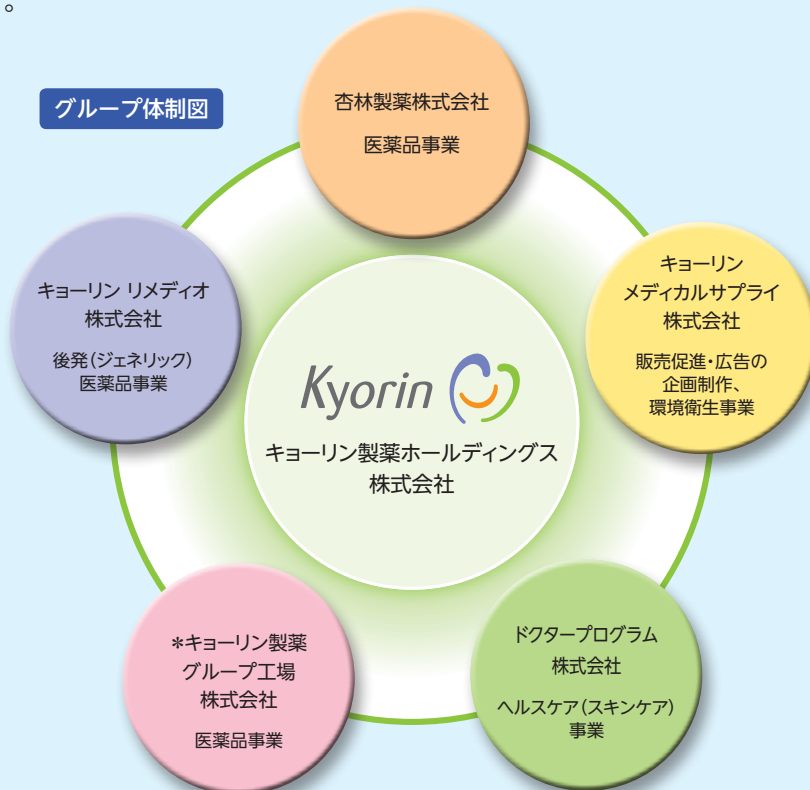 。
グループ体制図
杏林製薬株式会社
医薬品事業
キョーリン
メディカルサプライ
株式会社
販売促進・広告の
企画制作、
環境衛生事業
キョーリン リメディオ
株式会社
後発（ジェネリック）
医薬品事業
Kyorin
キョーリン製薬ホールディングス
株式会社
＊キョーリン製薬
グループ工場
株式会社
医薬品事業
ドクタープログラム
株式会社
ヘルスケア（スキンケア）
事業